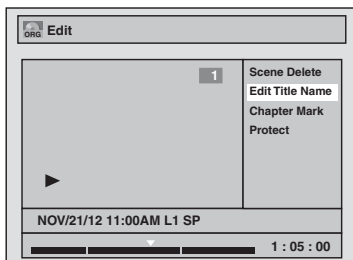 ORG Edit
1
Scene Delete
Edit Title Name
Chapter Mark
Protect
NOV/21/12 11:00AM L1 SP
1 : 05 : 00